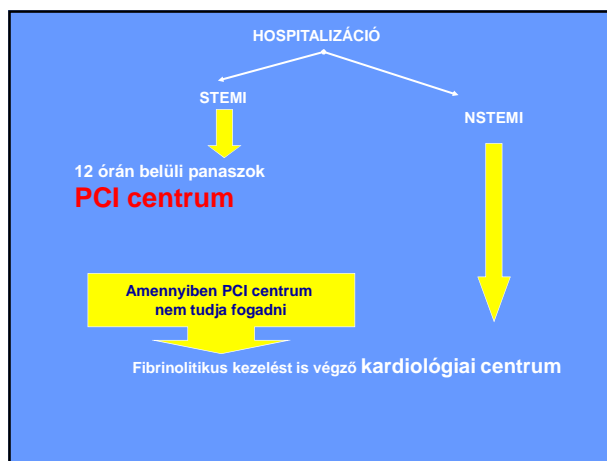 HOSPITALIZÁCIÓ
STEMI
NSTEMI
12 órán belüli panaszok
PCI centrum
Amennyiben PCI centrum
nem tudja fogadni
Fibrinolitikus kezelést is végző kardiológiai centrum